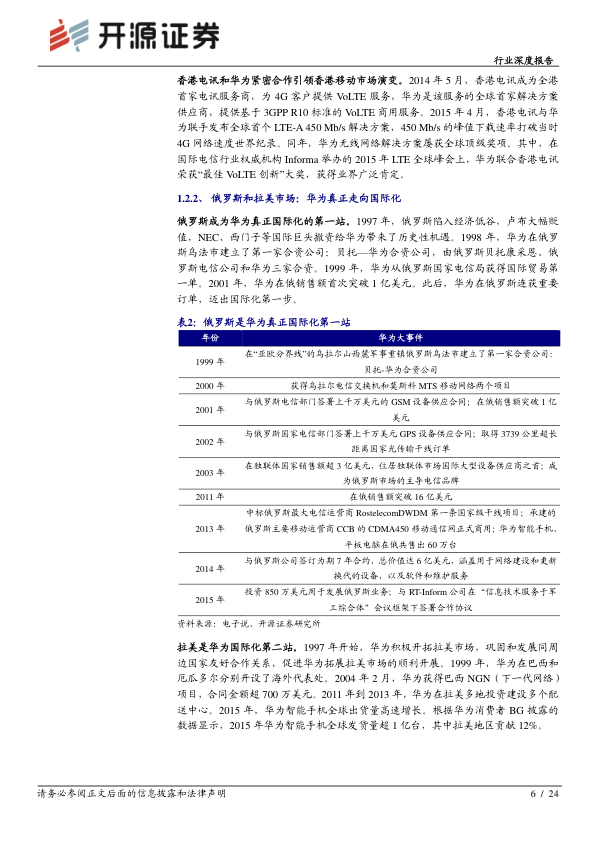 开源证券
行业深度报告
香港电讯和华为紧密合作引领香港移动市场演变。2014 年 5 月，香港电讯成为全港
首家电讯服务商，为 4G 客户提供 VoLTE 服务，华为是该服务的全球首家解决方案
供应商，提供基于 3GPP R10 标准的 VoLTE 商用服务。2015 年 4 月，香港电讯与华
为联手发布全球首个 LTE-A 450 Mb/s 解决方案，450 Mb/s 的峰值下载速率打破当时
4G 网络速度世界纪录。同年，华为无线网络解决方案屡获全球顶级奖项。其中，在
国际电信行业权威机构 Informa 举办的 2015 年 LTE 全球峰会上，华为联合香港电讯
荣获“最佳 VoLTE 创新”大奖，获得业界广泛肯定。
1.2.2、 俄罗斯和拉美市场：华为真正走向国际化
俄罗斯成为华为真正国际化的第一站。1997 年，俄罗斯陷入经济低谷，卢布大幅贬
值，NEC、西门子等国际巨头撤资给华为带来了历史性机遇。1998 年，华为在俄罗
斯乌法市建立了第一家合资公司：贝托—华为合资公司，由俄罗斯贝托康采恩、俄
罗斯电信公司和华为三家合资。1999 年，华为从俄罗斯国家电信局获得国际贸易第
一单。2001 年，华为在俄销售额首次突破 1 亿美元。此后，华为在俄罗斯连获重要
订单，迈出国际化第一步。
表2：俄罗斯是华为真正国际化第一站
年份 华为大事件
1999 年 在“亚欧分界线”的乌拉尔山西麓军事重镇俄罗斯乌法市建立了第一家合资公司：
贝托-华为合资公司
2000 年 获得乌拉尔电信交换机和莫斯科 MTS 移动网络两个项目
2001 年 与俄罗斯电信部门签署上千万美元的 GSM 设备供应合同；在俄销售额突破 1 亿
美元
2002 年 与俄罗斯国家电信部门签署上千万美元 GPS 设备供应合同；取得 3739 公里超长
距离国家光传输干线订单
2003 年 在独联体国家销售额超 3 亿美元，位居独联体市场国际大型设备供应商之首；成
为俄罗斯市场的主导电信品牌
2011 年 在俄销售额突破 16 亿美元
2013 年 中标俄罗斯最大电信运营商 RostelecomDWDM 第一条国家级干线项目；承建的
俄罗斯主要移动运营商 CCB 的 CDMA450 移动通信网正式商用；华为智能手机、
平板电脑在俄共售出 60 万台
2014 年 与俄罗斯公司签订为期 7 年合约，总价值达 6 亿美元，涵盖用于网络建设和更新
换代的设备，以及软件和维护服务
2015 年 投资 850 万美元用于发展俄罗斯业务；与 RT-Inform 公司在“信息技术服务于军
工综合体”会议框架下签署合作协议
资料来源：电子说、开源证券研究所
拉美是华为国际化第二站。1997 年开始，华为积极开拓拉美市场，巩固和发展同周
边国家友好合作关系，促进华为拓展拉美市场的顺利开展。1999 年，华为在巴西和
厄瓜多尔分别开设了海外代表处。2004 年 2 月，华为获得巴西 NGN（下一代网络）
项目，合同金额超 700 万美元。2011 年到 2013 年，华为在拉美多地投资建设多个配
送中心。2015 年，华为智能手机全球出货量高速增长。根据华为消费者 BG 披露的
数据显示，2015 年华为智能手机全球发货量超 1 亿台，其中拉美地区贡献 12%。
请务必参阅正文后面的信息披露和法律声明
6 / 24